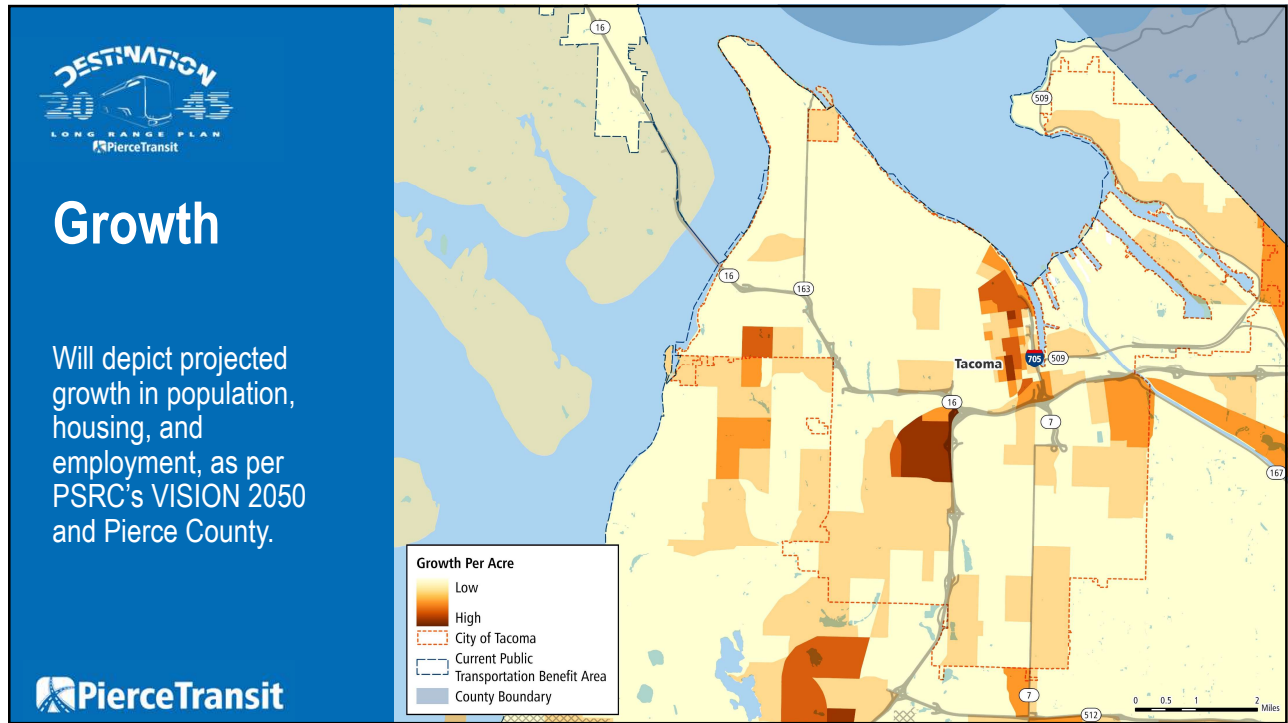 DESTINATION
20 45
LONG RANGE PLAN
PierceTransit
Growth
Will depict projected
growth in population,
housing, and
employment, as per
PSRC's VISION 2050
and Pierce County.
PierceTransit
16
509
16
163
Tacoma
705
509
16
7
167
7
512
Growth Per Acre
Low
High
City of Tacoma
Current Public
Transportation Benefit Area
County Boundary
0 0.5 1 2
Miles